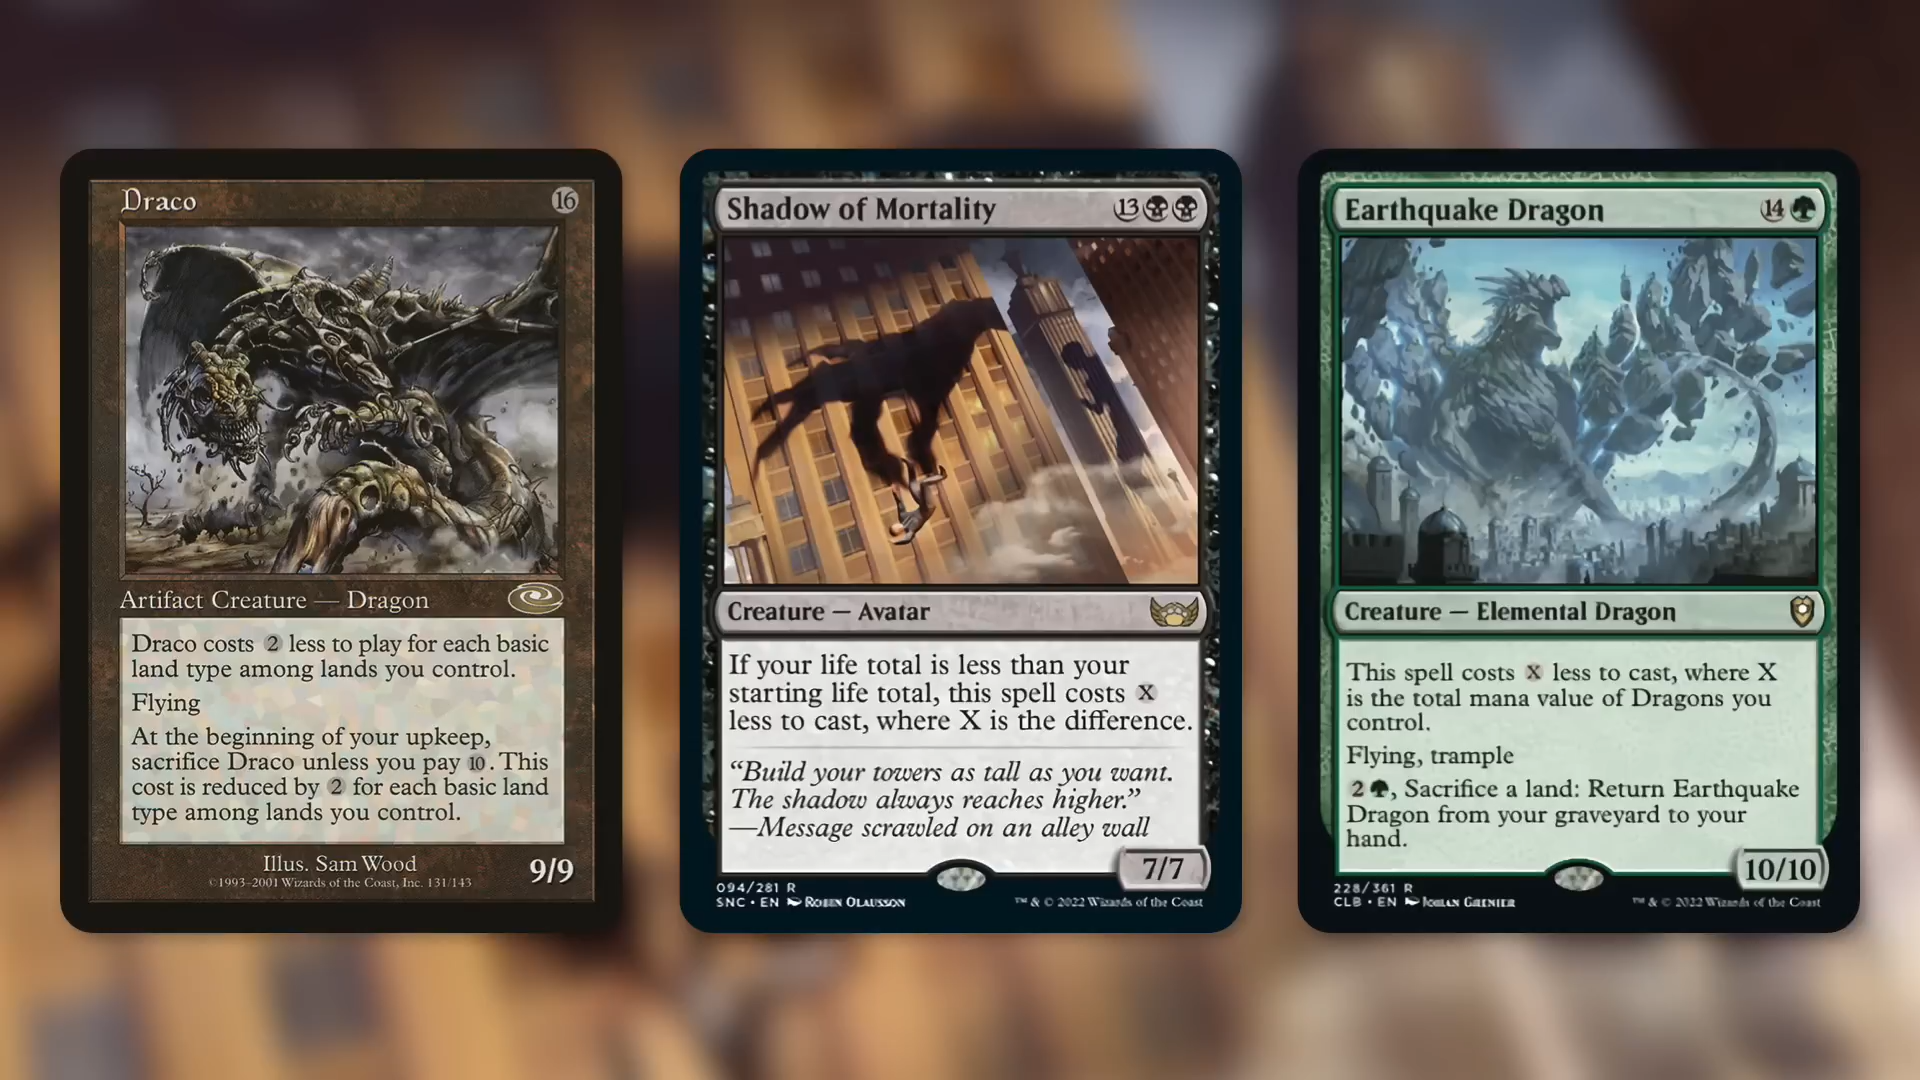 Draco 16
Artifact Creature — Dragon
Draco costs 2 less to play for each basic
land type among lands you control.
Flying
At the beginning of your upkeep,
sacrifice Draco unless you pay 10. This
cost is reduced by 2 for each basic land
type among lands you control.
Illus. Sam Wood
©1993–2001 Wizards of the Coast, Inc. 131/143
9/9
Shadow of Mortality 13
Creature — Avatar
If your life total is less than your
starting life total, this spell costs X
less to cast, where X is the difference.
“Build your towers as tall as you want.
The shadow always reaches higher.”
—Message scrawled on an alley wall
7/7
094/281 R
SNC • EN Robin Olausson
™ & © 2022 Wizards of the Coast
Earthquake Dragon 14
Creature — Elemental Dragon
This spell costs X less to cast, where X
is the total mana value of Dragons you
control.
Flying, trample
2, Sacrifice a land: Return Earthquake
Dragon from your graveyard to your
hand.
10/10
228/361 R
CLB • EN Johan Grenier
™ & © 2022 Wizards of the Coast